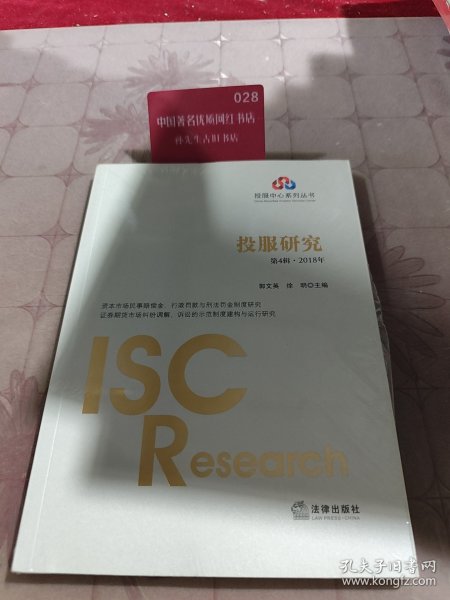 028
中国著名优质网红书店
孙先生古旧书店
投服中心系列丛书
投服研究
第4辑·2018年
郭文英 徐 明◎主编
资本市场民事赔偿金、行政罚款与刑法罚金制度研究
证券期货市场纠纷调解、诉讼的示范制度建构与运行研究
ISC
Research
法律出版社
LAW PRESS·CHINA
孔夫子旧书网
www.kongfz.com